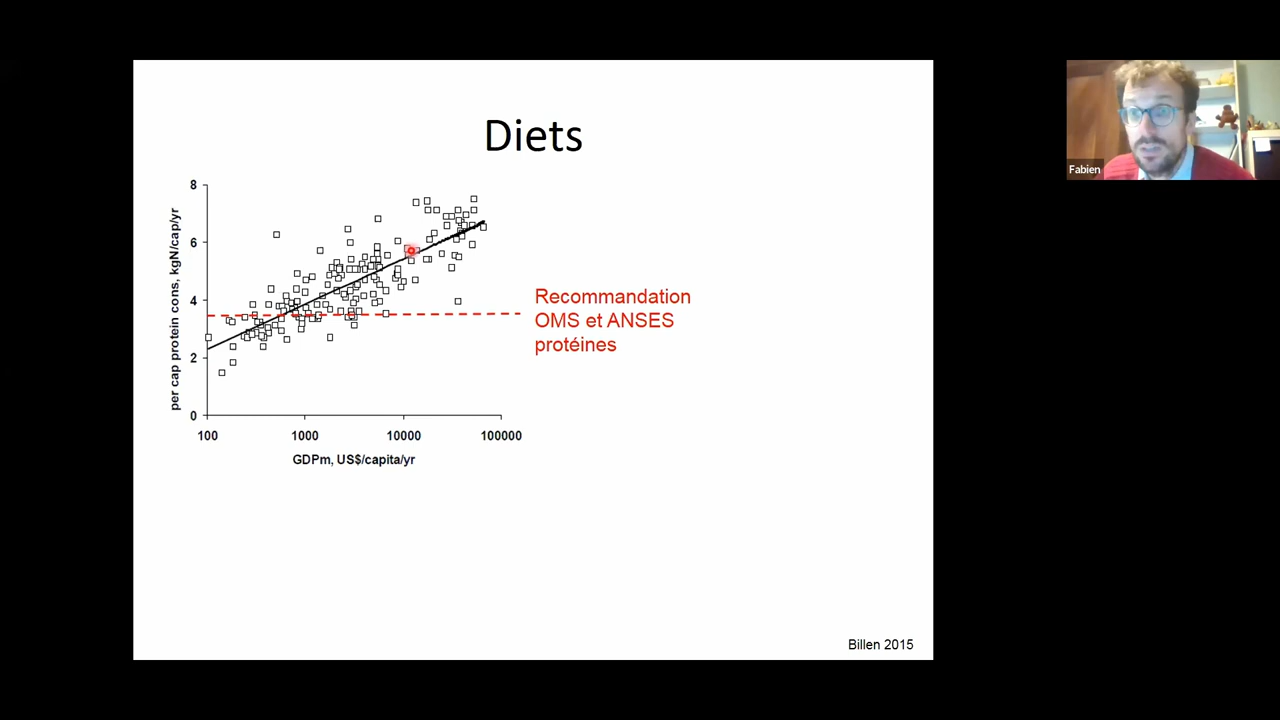 Diets
8
6
4
2
0
per cap protein cons, kgN/cap/yr
100
1000
10000
100000
GDPm, US$/capita/yr
Recommandation
OMS et ANSES
protéines
Billen 2015
Fabien